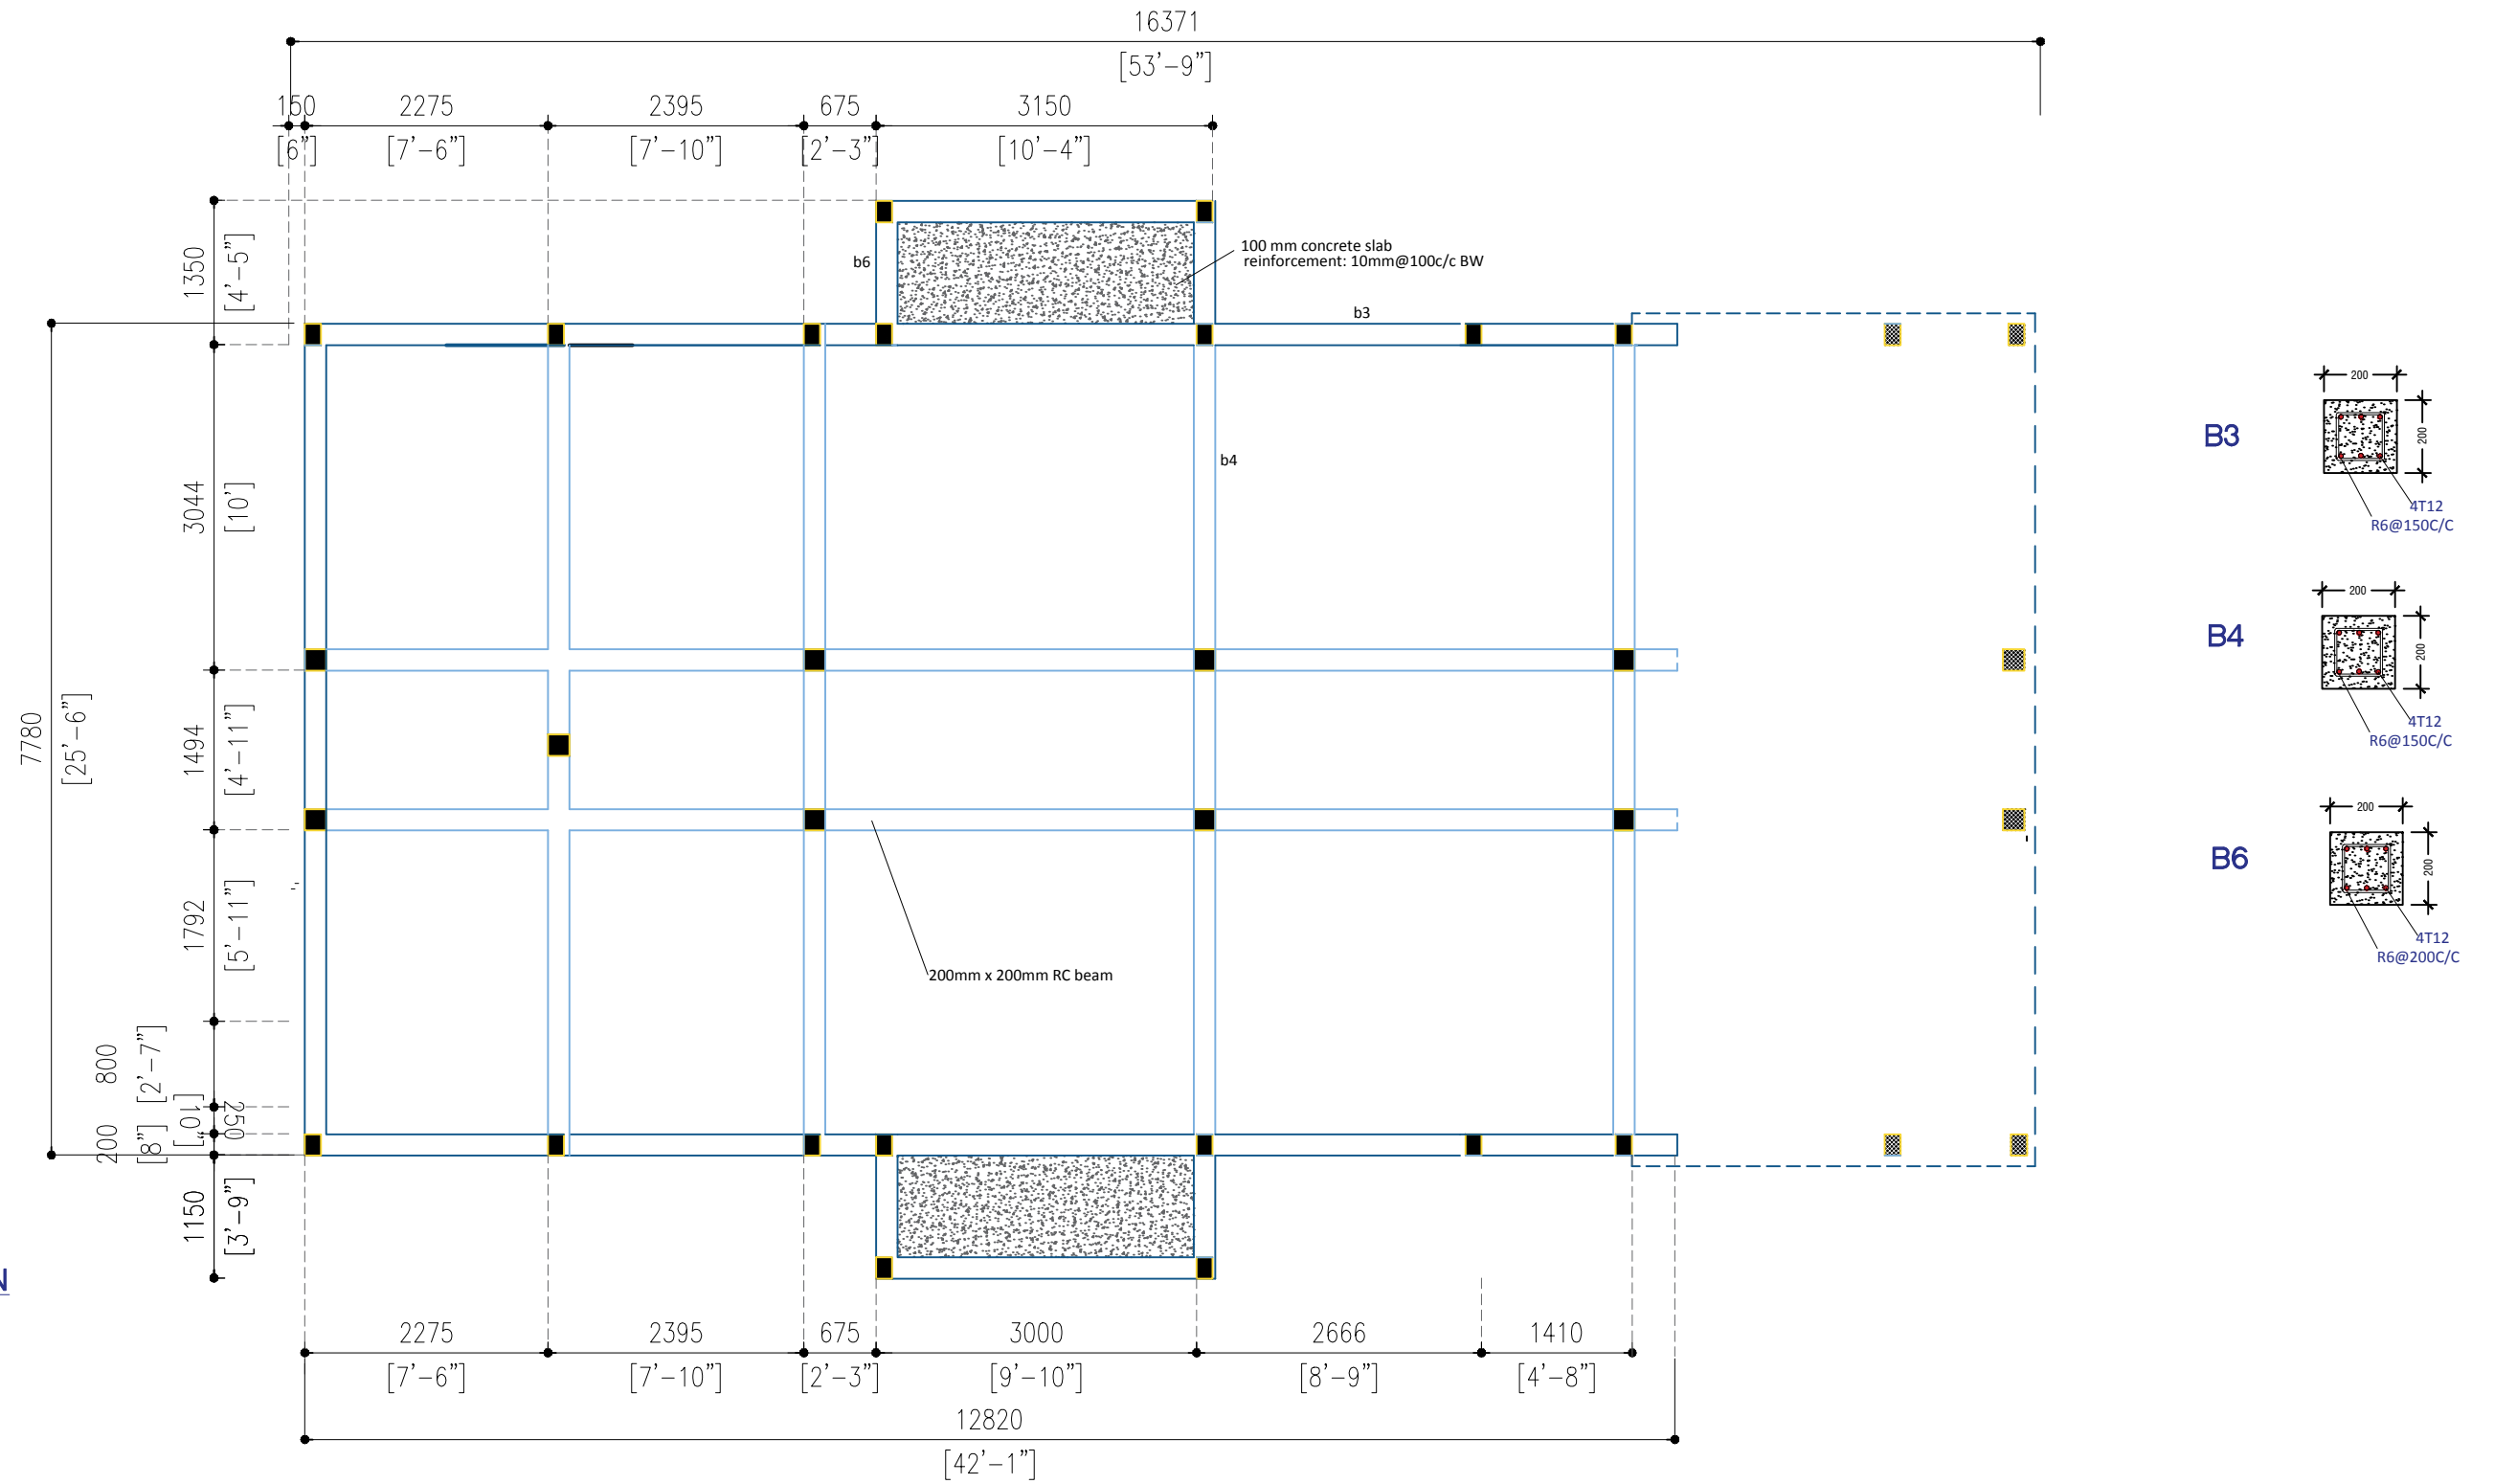 16371
[53'-9"]
150 2275 2395 675 3150
[6"] [7'-6"] [7'-10"] [2'-3"] [10'-4"]
1350
[4'-5"]
b6
100 mm concrete slab
reinforcement: 10mm@100c/c BW
b3
b4
3044
[10']
7780
[25'-6"]
1494
[4'-11"]
1792
[5'-11"]
800
[2'-7"]
250
[10"]
200
[8"]
1150
[3'-9"]
200mm x 200mm RC beam
N
2275 2395 675 3000 2666 1410
[7'-6"] [7'-10"] [2'-3"] [9'-10"] [8'-9"] [4'-8"]
12820
[42'-1"]
B3
200
200
4T12
R6@150C/C
B4
200
200
4T12
R6@150C/C
B6
200
200
4T12
R6@200C/C